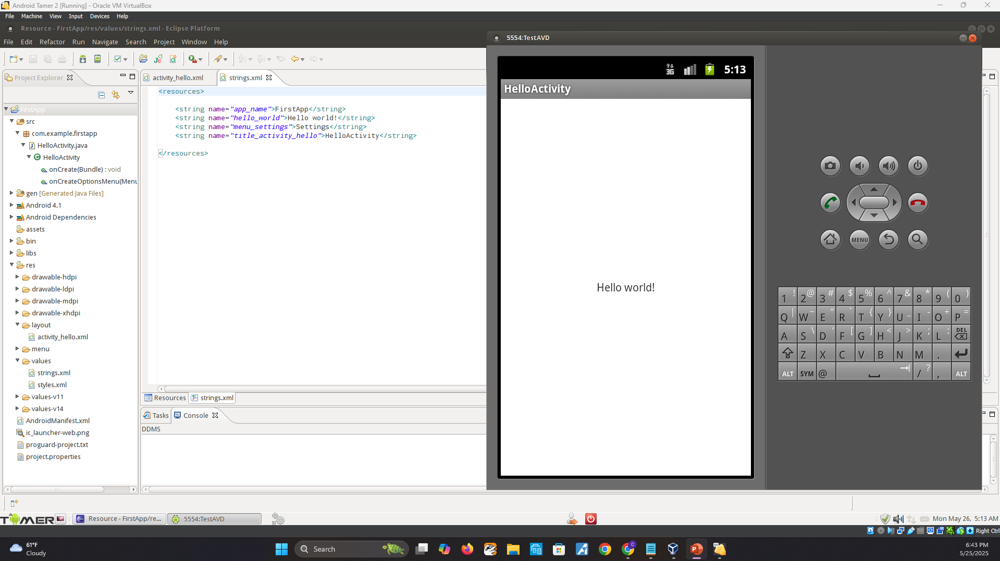 Android Tamer 2 [Running] - Oracle VM VirtualBox
File Machine View Input Devices Help
Resource - FirstApp/res/values/strings.xml - Eclipse Platform
File Edit Refactor Run Navigate Search Project Window Help
Project Explorer
FirstApp
src
com.example.firstapp
HelloActivity.java
HelloActivity
onCreate(Bundle) : void
onCreateOptionsMenu(Menu
gen [Generated Java Files]
Android 4.1
Android Dependencies
assets
bin
libs
res
drawable-hdpi
drawable-ldpi
drawable-mdpi
drawable-xhdpi
layout
activity_hello.xml
menu
values
strings.xml
styles.xml
values-v11
values-v14
AndroidManifest.xml
ic_launcher-web.png
proguard-project.txt
project.properties
activity_hello.xml strings.xml
<resources>
<string name="app_name">FirstApp</string>
<string name="hello_world">Hello world!</string>
<string name="menu_settings">Settings</string>
<string name="title_activity_hello">HelloActivity</string>
</resources>
Resources strings.xml
Tasks Console
DDMS
5554:TestAVD
3G 5:13
HelloActivity
Hello world!
MENU
1 ! 2 @ 3 # 4 $ 5 % 6 ^ 7 & 8 * 9 ( 0 )
Q | W ~ E " R ` T { Y } U _ I - O + P =
A S \ D ' F [ G ] H < J > K ; L : DEL
Z X C V B N M .
ALT SYM @ / ? , ALT
TAMER Resource - FirstApp/re... 5554:TestAVD Mon May 26, 5:13 AM
Right Ctrl
61°F
Cloudy
Search
6:43 PM
5/25/2025